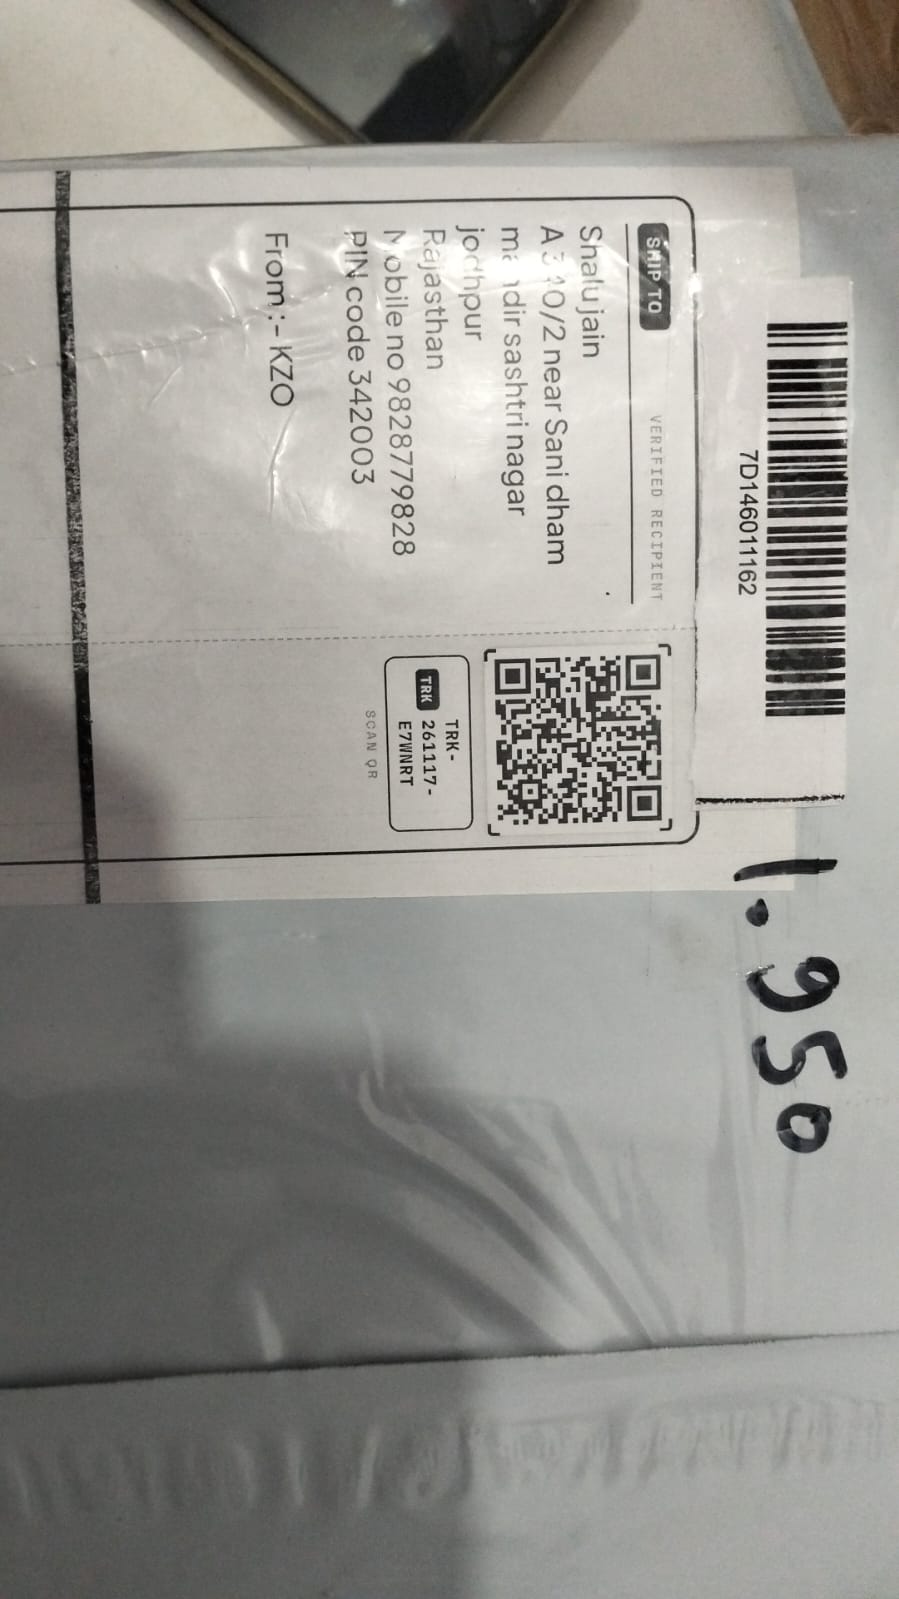 7D146011162
SHIP TO
VERIFIED RECIPIENT
Shalu jain
A /2 near Sani dham
sashtri nagar
jodhpur
Rajasthan
Mobile no 9828779828
PIN code 342003
From :- KZO
TRK
TRK-
261117-
E7WNRT
SCAN QR
1.950